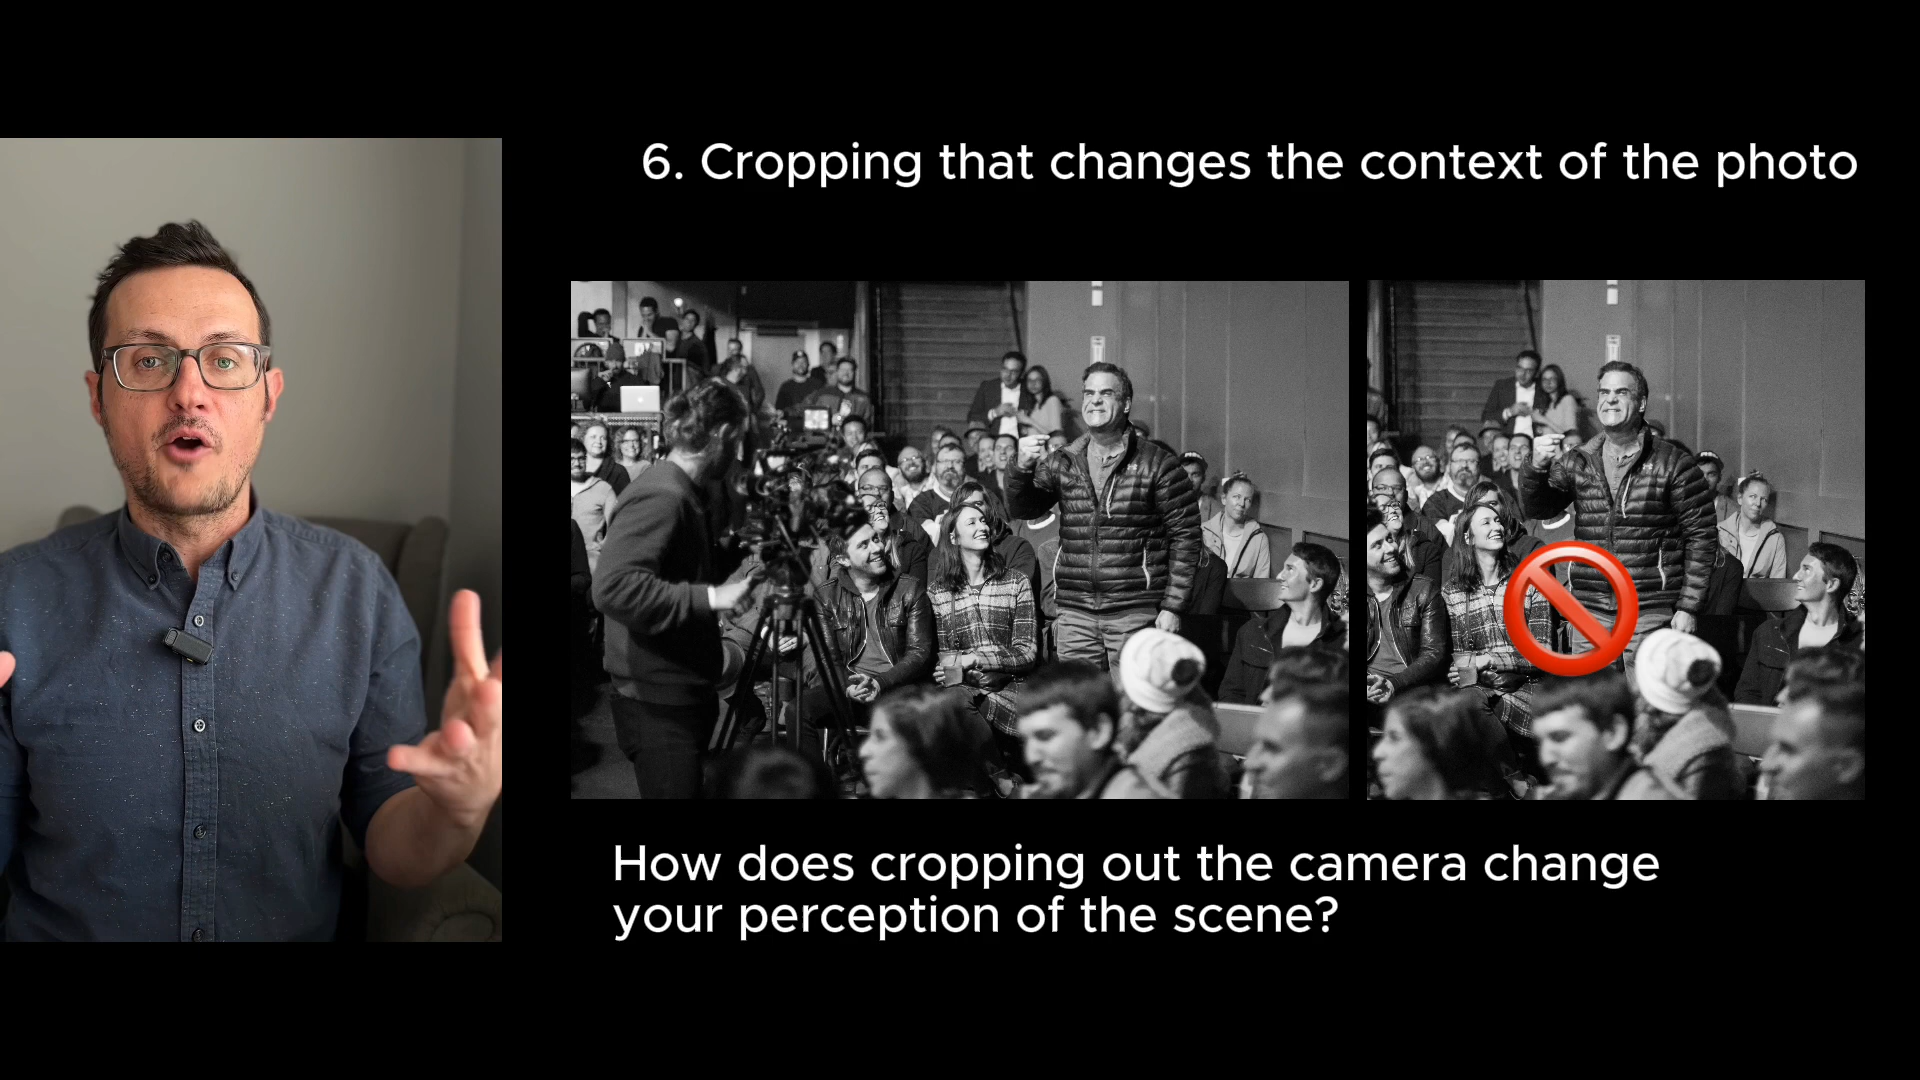 6. Cropping that changes the context of the photo
How does cropping out the camera change
your perception of the scene?